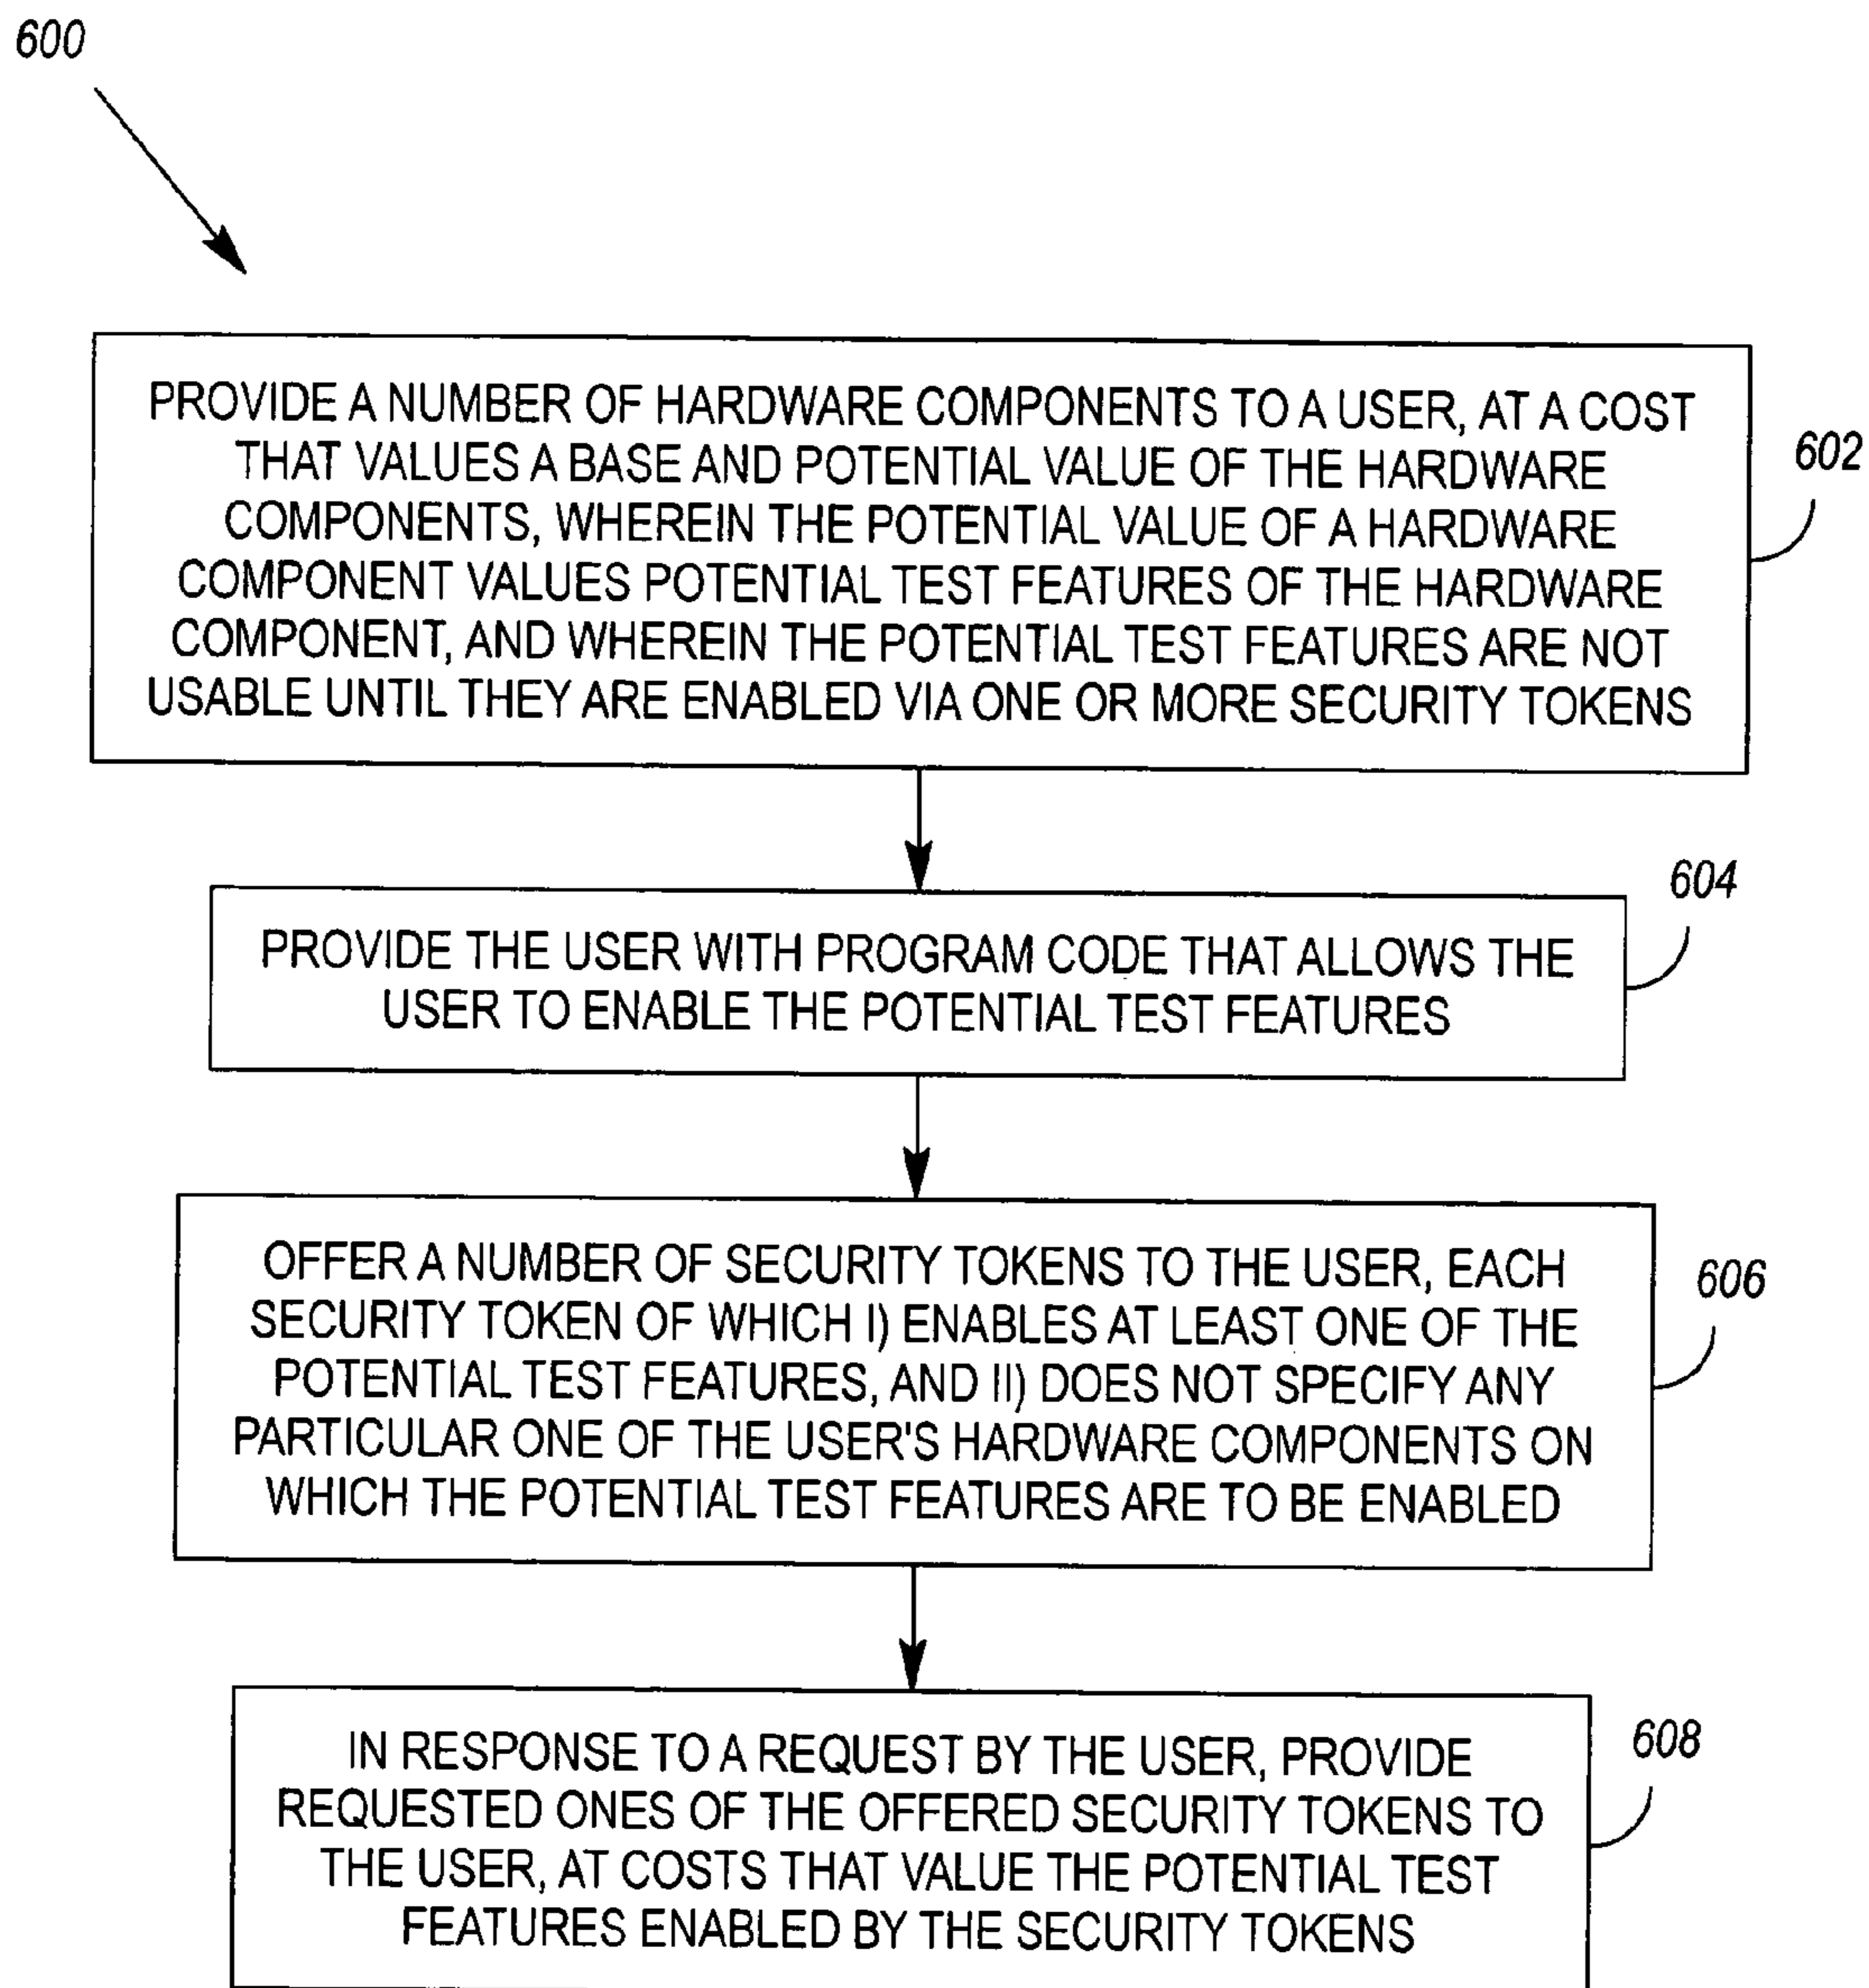 600
PROVIDE A NUMBER OF HARDWARE COMPONENTS TO A USER, AT A COST
THAT VALUES A BASE AND POTENTIAL VALUE OF THE HARDWARE
COMPONENTS, WHEREIN THE POTENTIAL VALUE OF A HARDWARE
COMPONENT VALUES POTENTIAL TEST FEATURES OF THE HARDWARE
COMPONENT, AND WHEREIN THE POTENTIAL TEST FEATURES ARE NOT
USABLE UNTIL THEY ARE ENABLED VIA ONE OR MORE SECURITY TOKENS
602
PROVIDE THE USER WITH PROGRAM CODE THAT ALLOWS THE
USER TO ENABLE THE POTENTIAL TEST FEATURES
604
OFFER A NUMBER OF SECURITY TOKENS TO THE USER, EACH
SECURITY TOKEN OF WHICH I) ENABLES AT LEAST ONE OF THE
POTENTIAL TEST FEATURES, AND II) DOES NOT SPECIFY ANY
PARTICULAR ONE OF THE USER'S HARDWARE COMPONENTS ON
WHICH THE POTENTIAL TEST FEATURES ARE TO BE ENABLED
606
IN RESPONSE TO A REQUEST BY THE USER, PROVIDE
REQUESTED ONES OF THE OFFERED SECURITY TOKENS TO
THE USER, AT COSTS THAT VALUE THE POTENTIAL TEST
FEATURES ENABLED BY THE SECURITY TOKENS
608